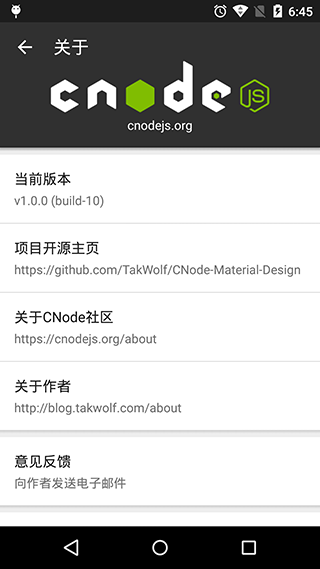 6:45
关于
cnode JS
cnodejs.org
当前版本
v1.0.0 (build-10)
项目开源主页
https://github.com/TakWolf/CNode-Material-Design
关于CNode社区
https://cnodejs.org/about
关于作者
http://blog.takwolf.com/about
意见反馈
向作者发送电子邮件